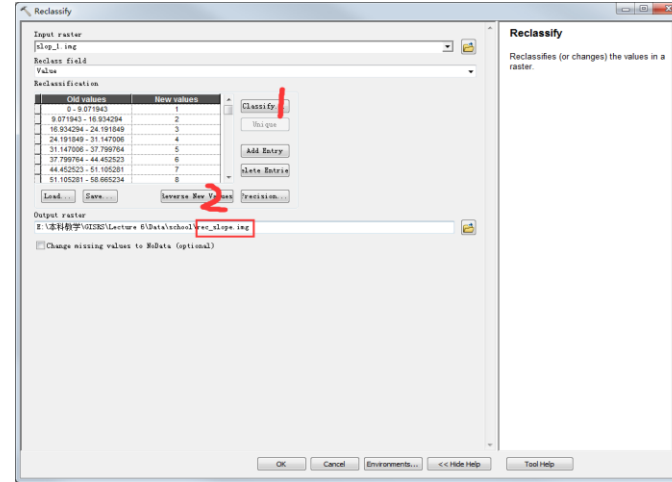 Reclassify
Input raster
slop_1.img
Reclass field
Value
Reclassification
Old values New values
0 - 9.071943 1
9.071943 - 16.934294 2
16.934294 - 24.191849 3
24.191849 - 31.147006 4
31.147006 - 37.799764 5
37.799764 - 44.452523 6
44.452523 - 51.105281 7
51.105281 - 58.665234 8
Classify...
Unique
Add Entry
elete Entrie
Load... Save... Reverse New Values Precision...
1
2
Output raster
E:\本科教学\GISRS\Lecture 6\Data\school\rec_slope.img
Change missing values to NoData (optional)
OK Cancel Environments... << Hide Help Tool Help
Reclassify
Reclassifies (or changes) the values in a
raster.